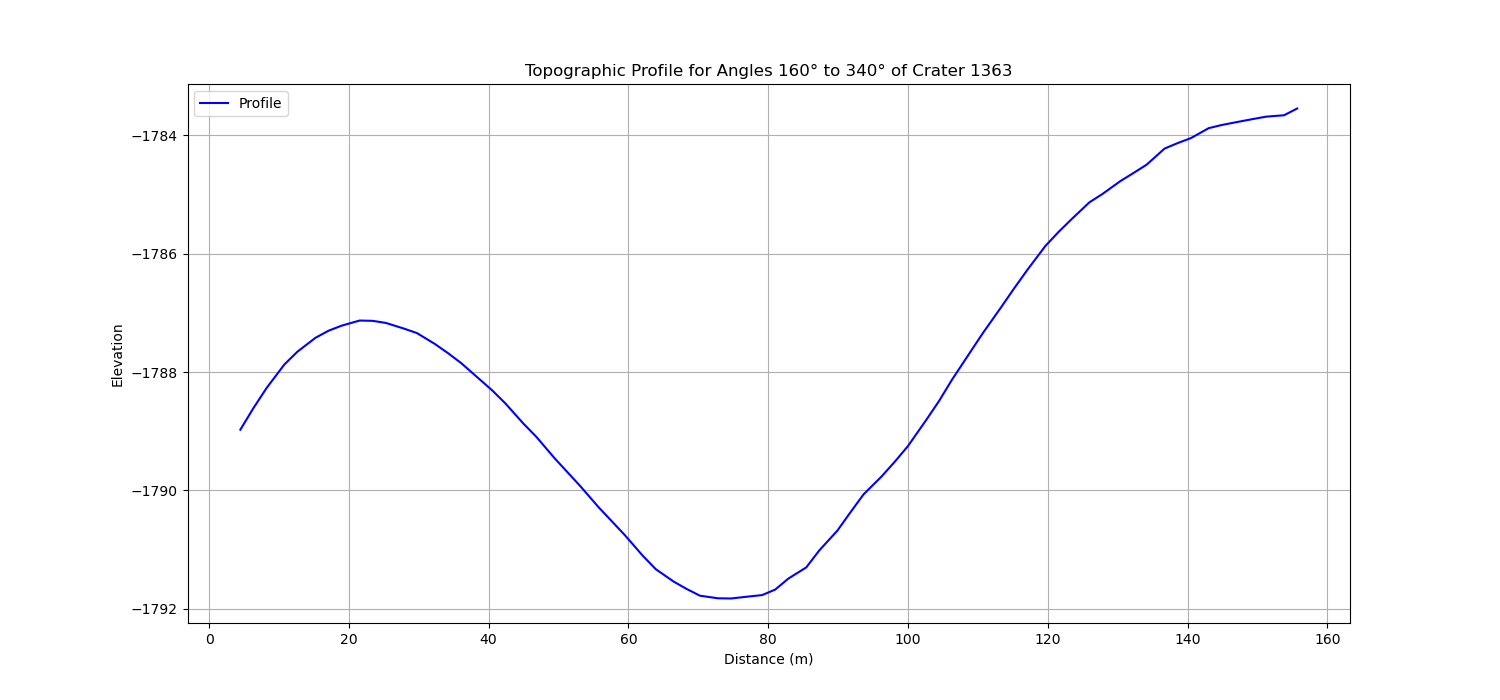 Topographic Profile for Angles 160° to 340° of Crater 1363
Profile
−1784
−1786
−1788
−1790
−1792
Elevation
0 20 40 60 80 100 120 140 160
Distance (m)